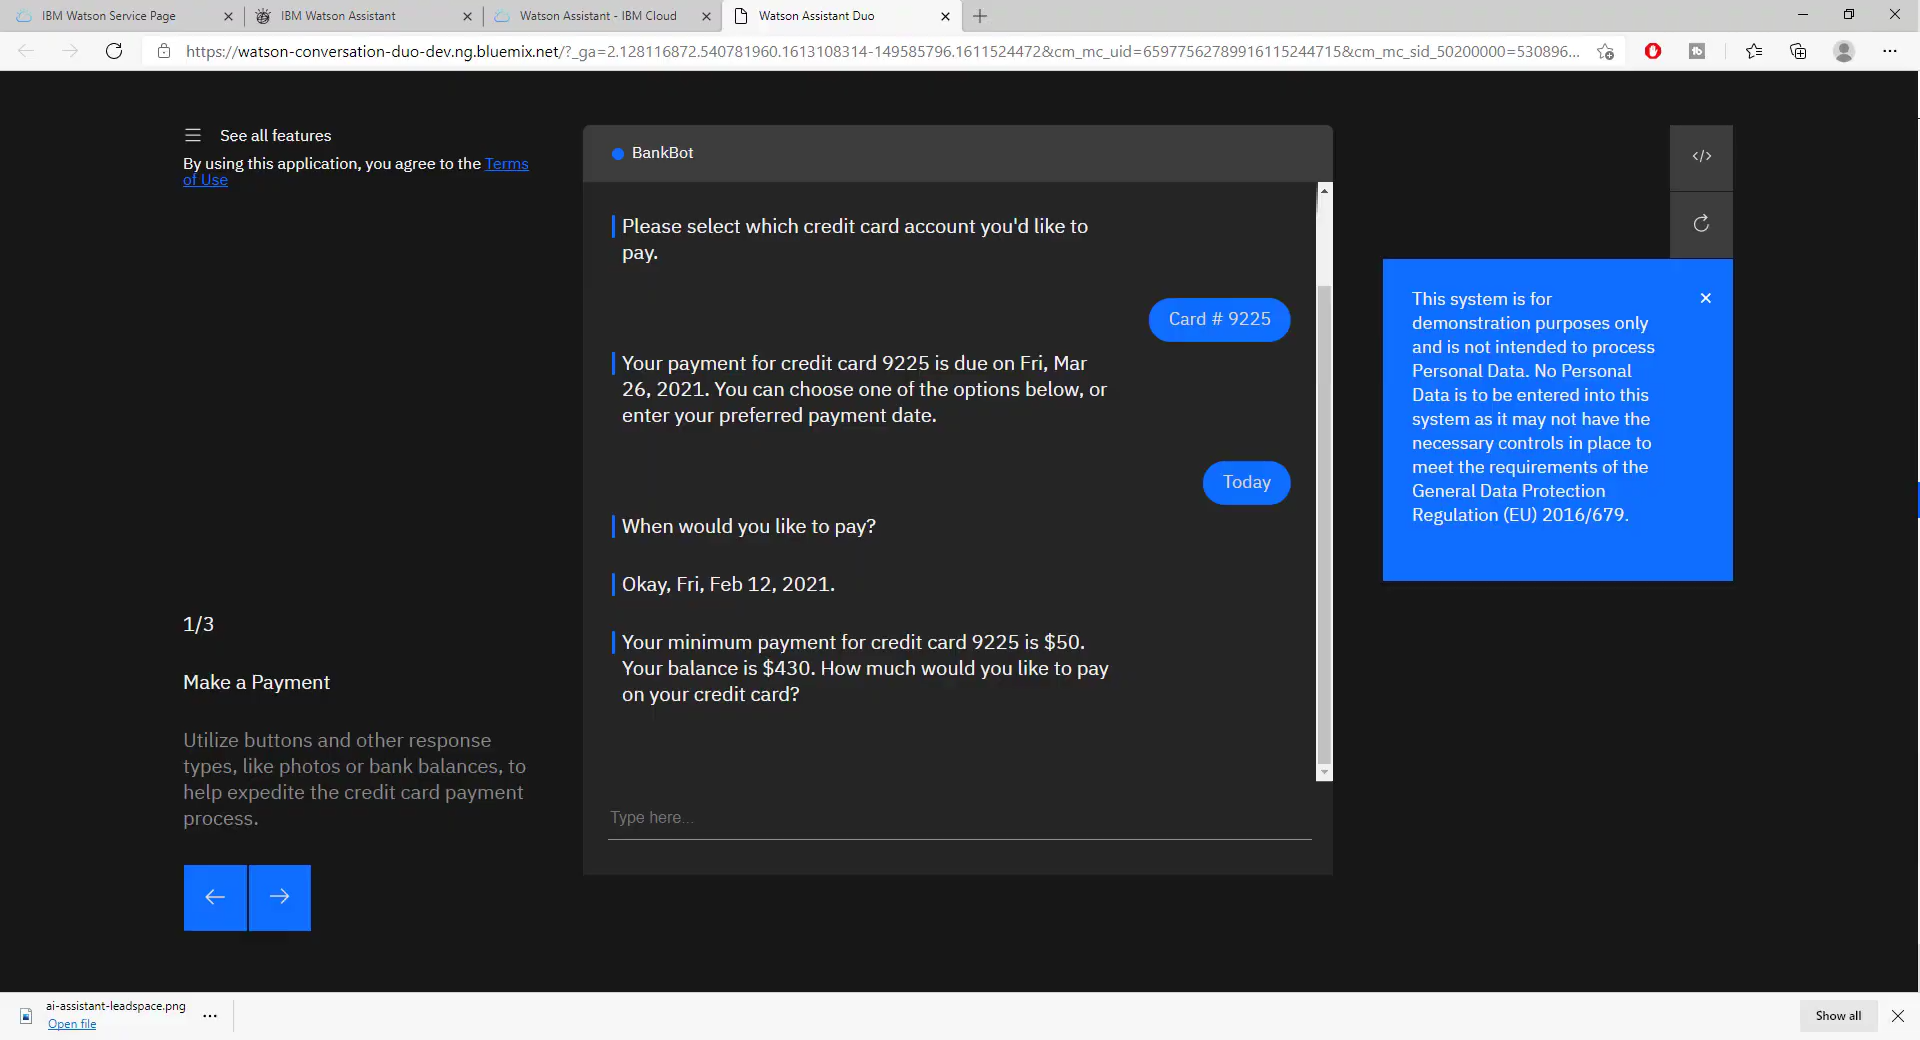 IBM Watson Service Page
IBM Watson Assistant
Watson Assistant - IBM Cloud
Watson Assistant Duo
https://watson-conversation-duo-dev.ng.bluemix.net/?_ga=2.128116872.540781960.1613108314-149585796.1611524472&cm_mc_uid=65977562789916115244715&cm_mc_sid_50200000=530896...
See all features
By using this application, you agree to the Terms
of Use
BankBot
Please select which credit card account you'd like to
pay.
Card # 9225
Your payment for credit card 9225 is due on Fri, Mar
26, 2021. You can choose one of the options below, or
enter your preferred payment date.
Today
When would you like to pay?
Okay, Fri, Feb 12, 2021.
Your minimum payment for credit card 9225 is $50.
Your balance is $430. How much would you like to pay
on your credit card?
Type here...
</>
This system is for
demonstration purposes only
and is not intended to process
Personal Data. No Personal
Data is to be entered into this
system as it may not have the
necessary controls in place to
meet the requirements of the
General Data Protection
Regulation (EU) 2016/679.
1/3
Make a Payment
Utilize buttons and other response
types, like photos or bank balances, to
help expedite the credit card payment
process.
ai-assistant-leadspace.png
Open file
Show all